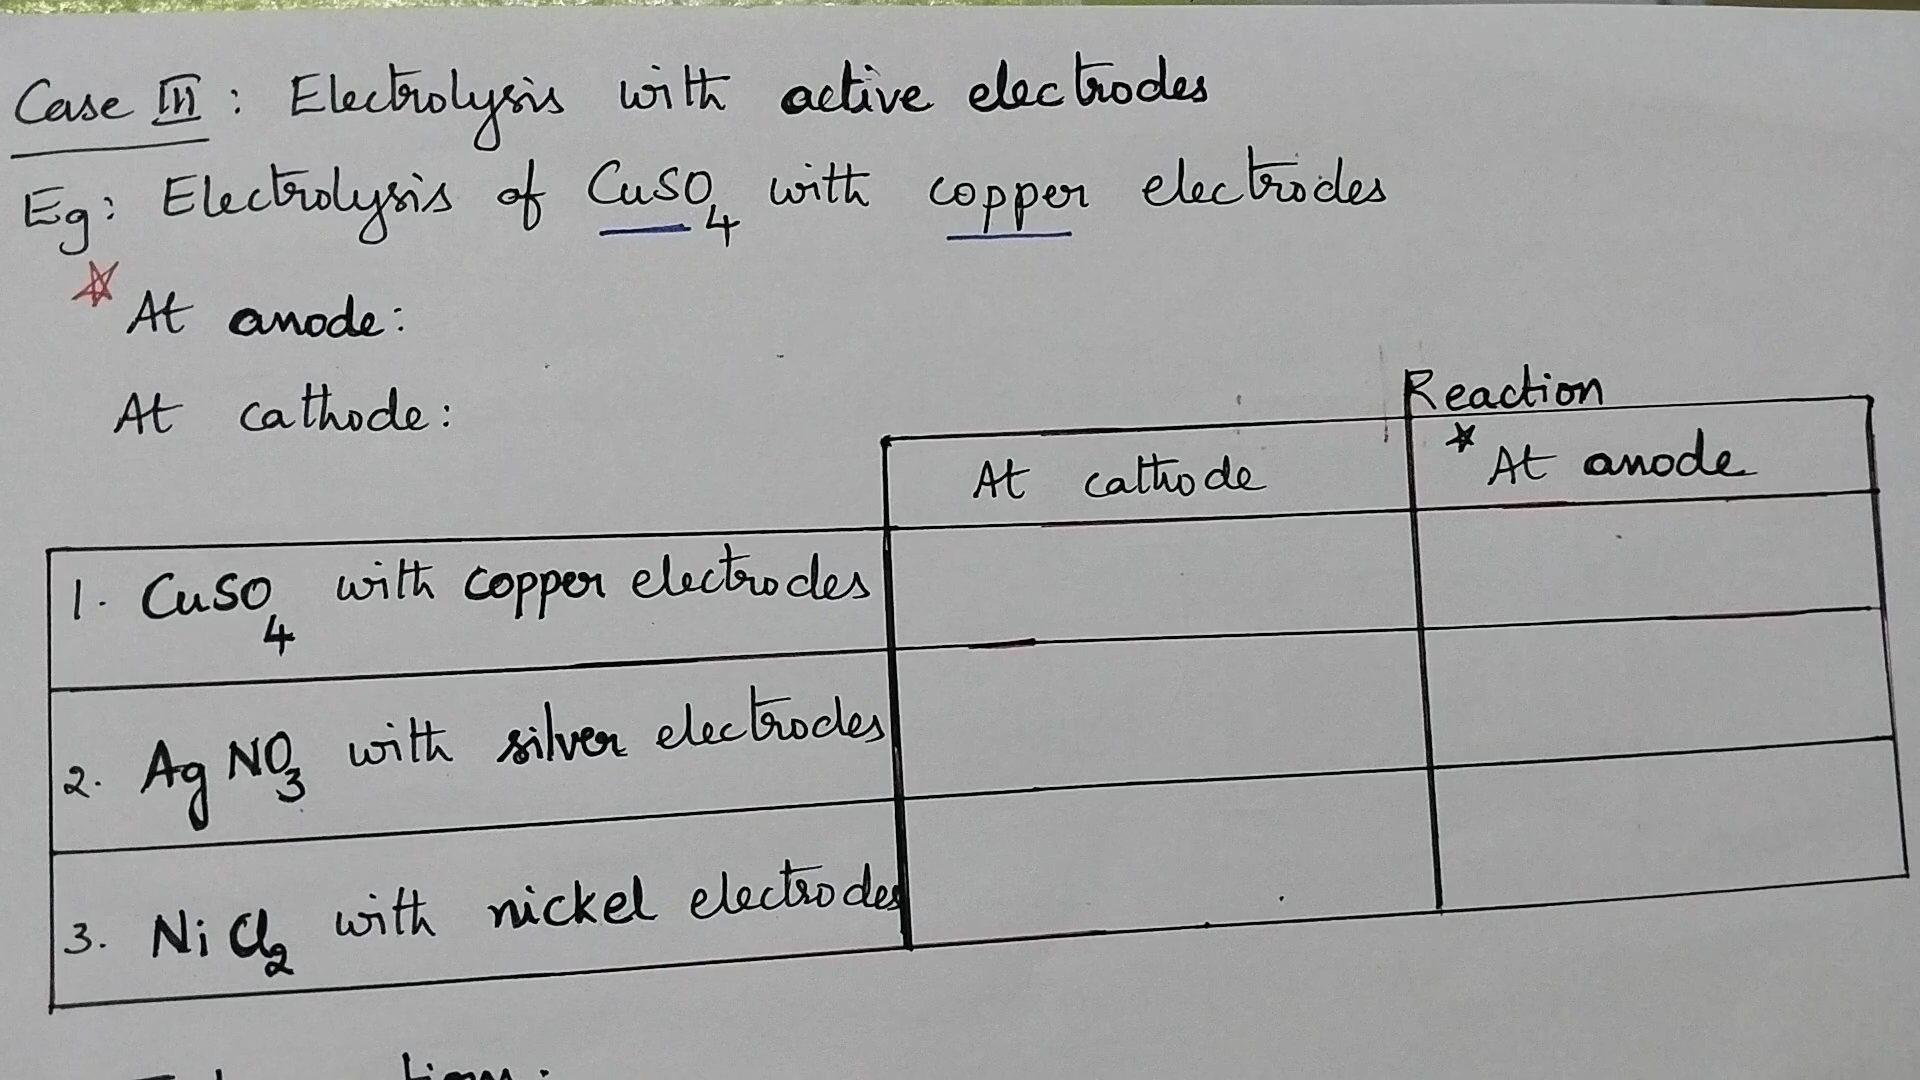 Case III : Electrolysis with active electrodes
Eg: Electrolysis of CuSO4 with copper electrodes
At anode:
At cathode:
Reaction
At cathode At anode
1. CuSO4 with copper electrodes
2. AgNO3 with silver electrodes
3. NiCl2 with nickel electrodes